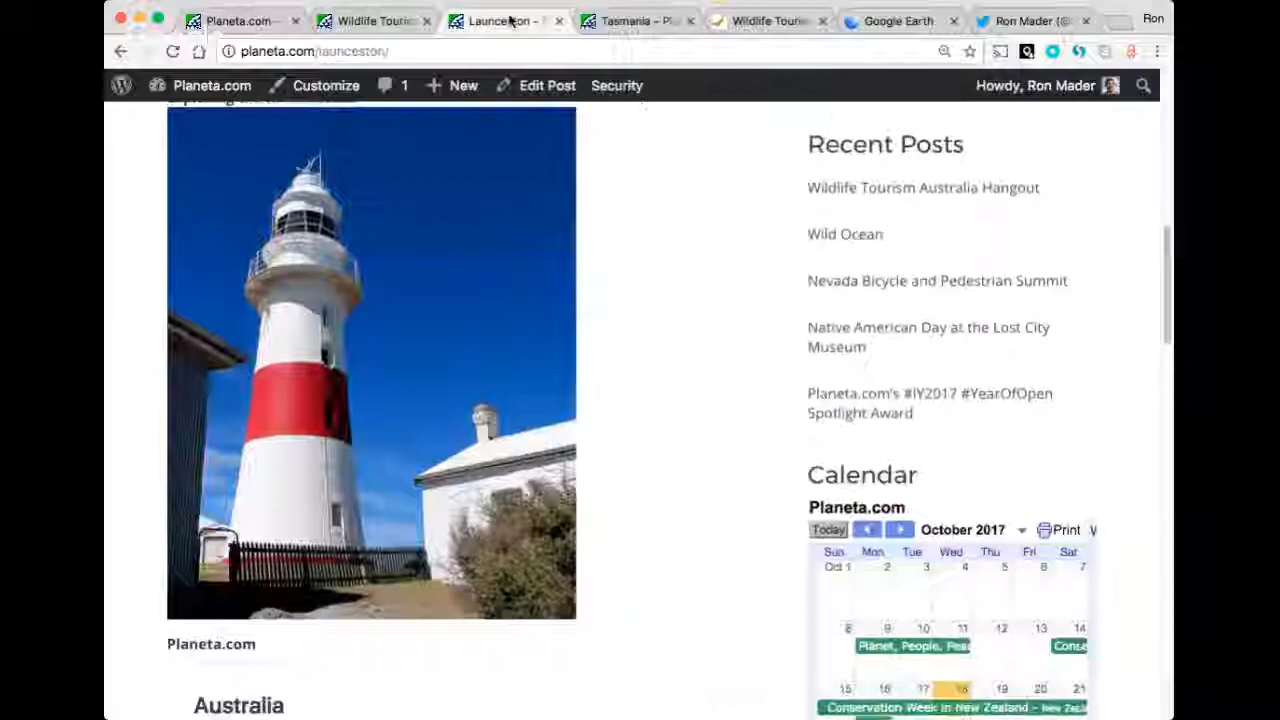 Planeta.com
Wildlife Touris
Launceston -
Tasmania - Pl
Wildlife Touris
Google Earth
Ron Mader (@
Ron
planeta.com/launceston/
Planeta.com
Customize
1
New
Edit Post
Security
Howdy, Ron Mader
Recent Posts
Wildlife Tourism Australia Hangout
Wild Ocean
Nevada Bicycle and Pedestrian Summit
Native American Day at the Lost City
Museum
Planeta.com's #IY2017 #YearOfOpen
Spotlight Award
Calendar
Planeta.com
Today
October 2017
Print
Sun Mon Tue Wed Thu Fri Sat
Oct 1 2 3 4 5 6 7
8 9 10 11 12 13 14
Planet, People, Peac
Conse
15 16 17 18 19 20 21
Conservation Week in New Zealand - New Zeal
Planeta.com
Australia